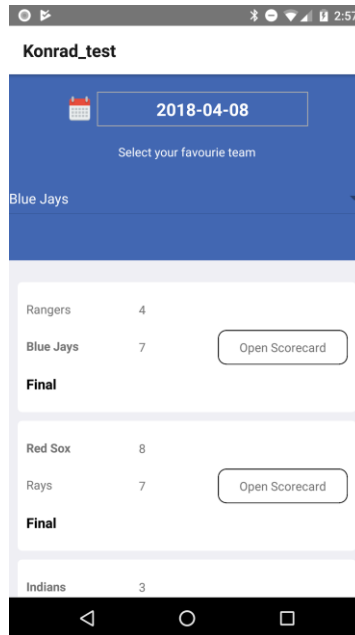 2:57
Konrad_test
2018-04-08
Select your favourie team
Blue Jays
Rangers 4
Blue Jays 7 Open Scorecard
Final
Red Sox 8
Rays 7 Open Scorecard
Final
Indians 3